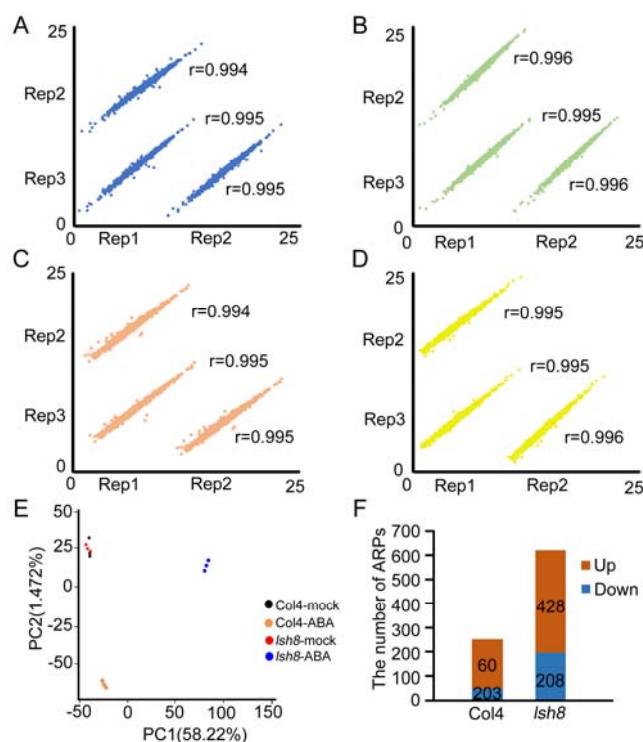 A
25
Rep2
r=0.994
r=0.995
Rep3
r=0.995
0
0 Rep1 Rep2 25
B
25
Rep2
r=0.996
r=0.995
Rep3
r=0.996
0
0 Rep1 Rep2 25
C
25
Rep2
r=0.994
r=0.995
Rep3
r=0.995
0
0 Rep1 Rep2 25
D
25
Rep2
r=0.995
r=0.995
Rep3
r=0.996
0
0 Rep1 Rep2 25
E
PC2(1.472%)
50
25
0
-25
-50
Col4-mock
Col4-ABA
lsh8-mock
lsh8-ABA
-50 0 50 100 150
PC1(58.22%)
F
The number of ARPs
700
600
500
400
300
200
100
0
Up
Down
428
60
203
208
Col4 lsh8